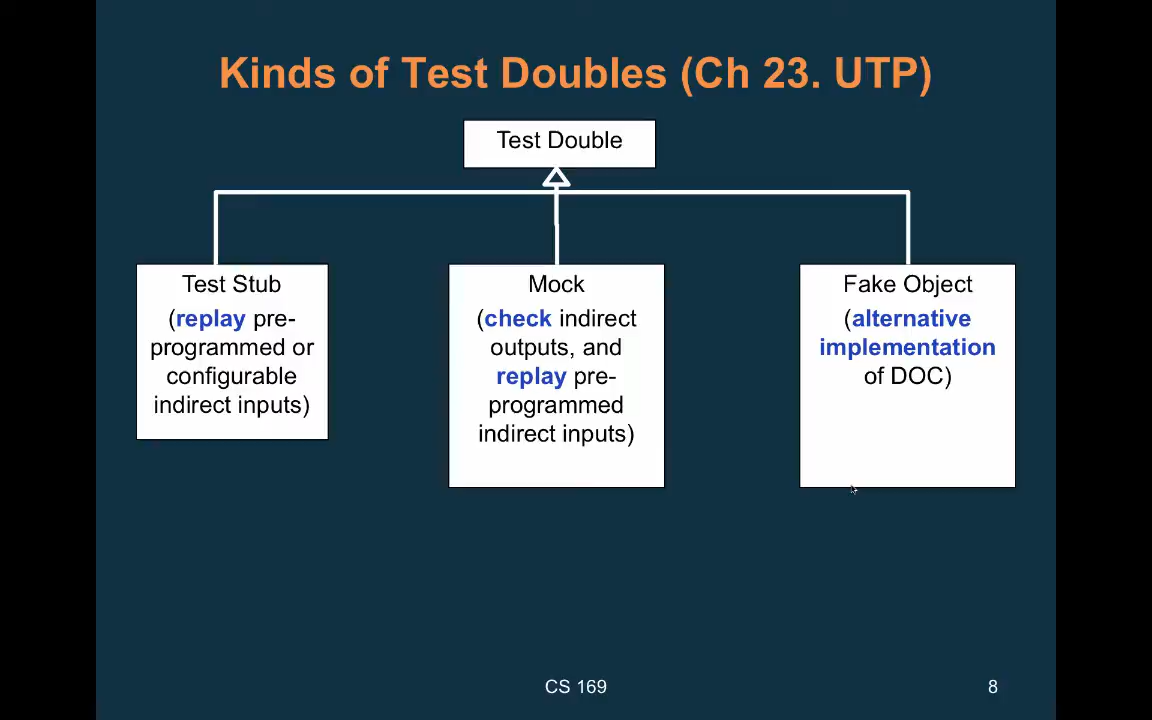 Kinds of Test Doubles (Ch 23. UTP)
Test Double
Test Stub
(replay pre-
programmed or
configurable
indirect inputs)
Mock
(check indirect
outputs, and
replay pre-
programmed
indirect inputs)
Fake Object
(alternative
implementation
of DOC)
CS 169
8